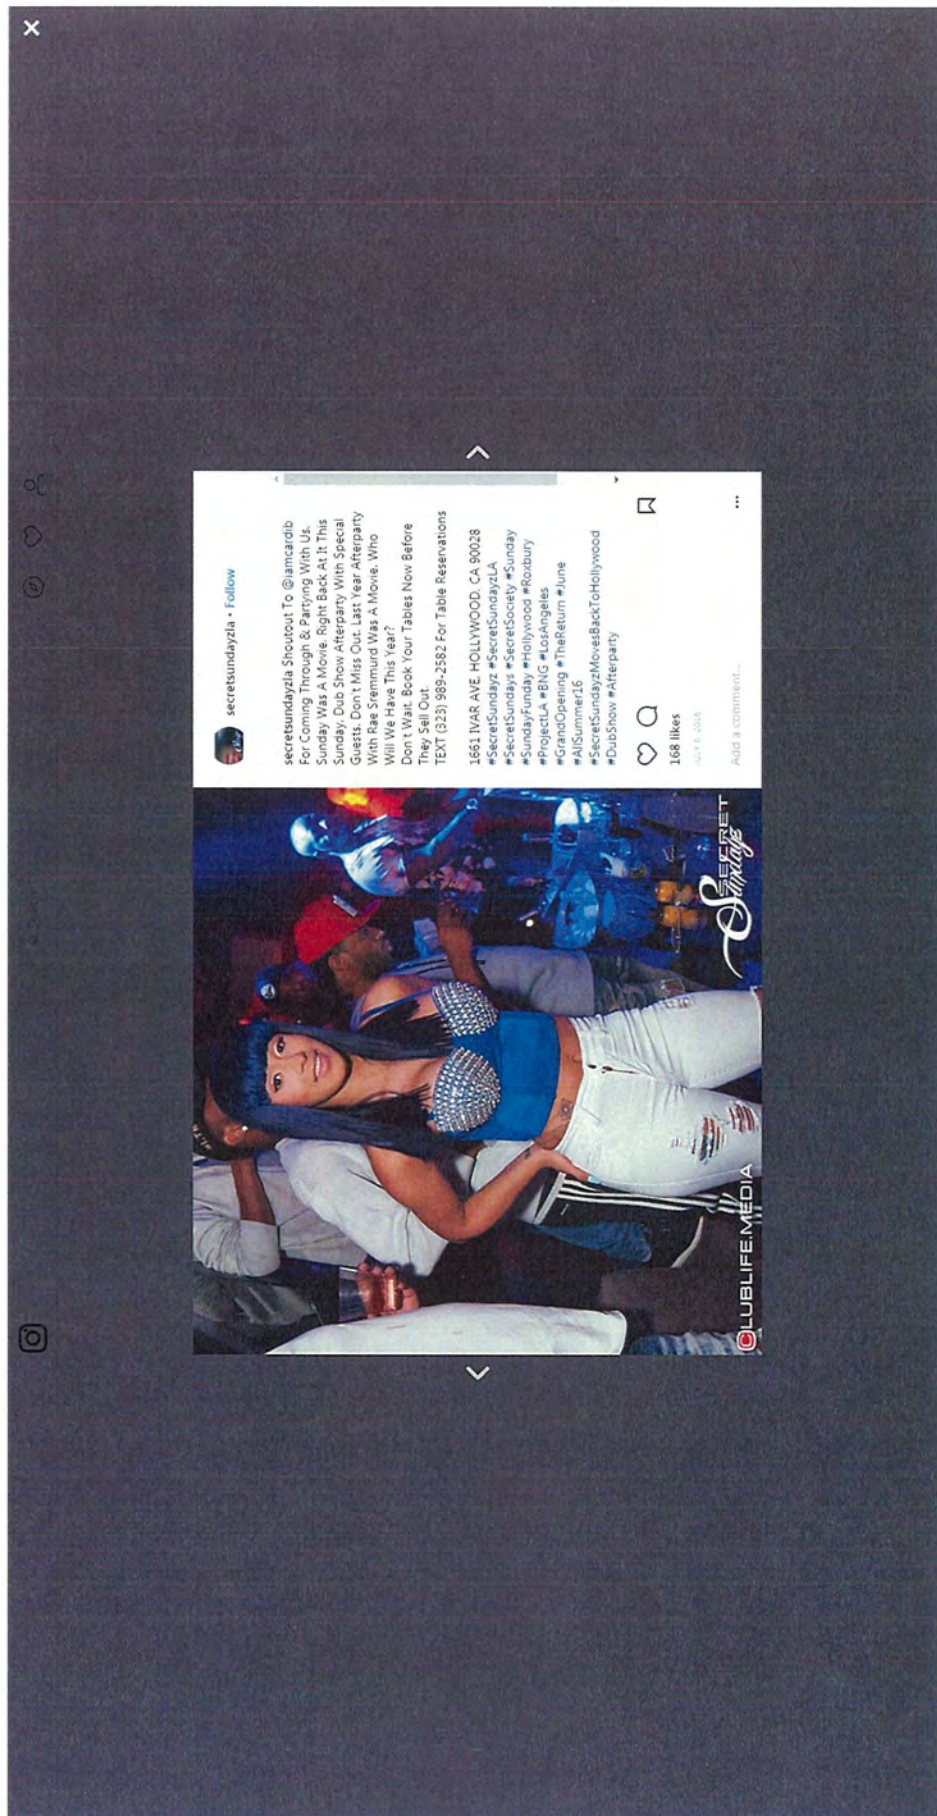 secretsundayzla • Follow
secretsundayzla Shoutout To @iamcardib
For Coming Through & Partying With Us.
Sunday Was A Movie. Right Back At It This
Sunday. Dub Show Afterparty With Special
Guests. Don't Miss Out. Last Year Afterparty
With Rae Sremmurd Was A Movie. Who
Will We Have This Year?
Don't Wait. Book Your Tables Now Before
They Sell Out.
TEXT (323) 989-2582 For Table Reservations
1661 IVAR AVE. HOLLYWOOD, CA 90028
#SecretSundayz #SecretSundayzLA
#SecretSundays #SecretSociety #Sunday
#SundayFunday #Hollywood #Roxbury
#ProjectLA #BNG #LosAngeles
#GrandOpening #TheReturn #June
#AllSummer16
#SecretSundayzMovesBackToHollywood
#DubShow #Afterparty
168 likes
Add a comment...
CLUBLIFE.MEDIA
SECRET
Sundayz